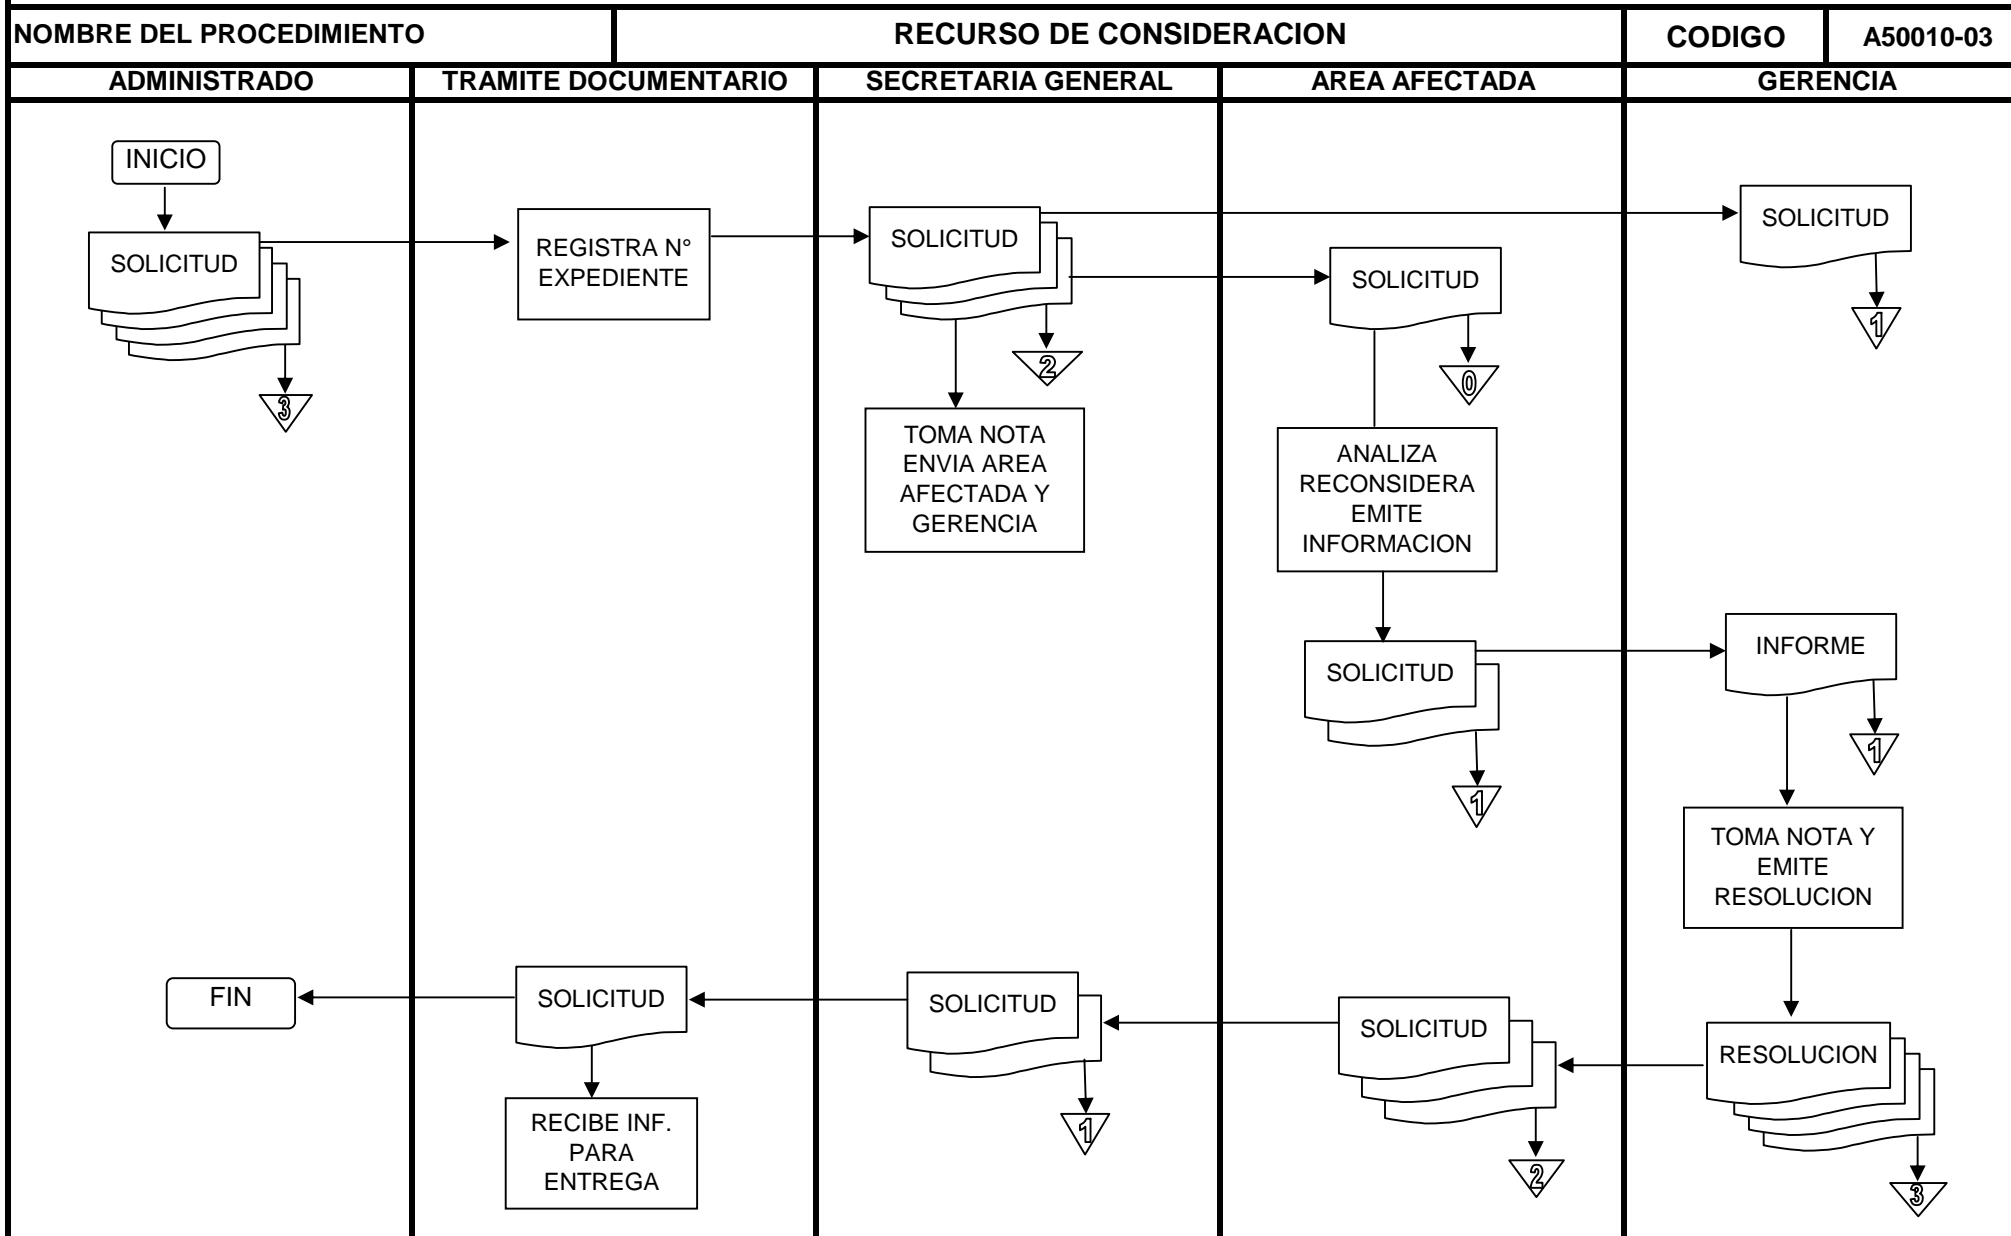 NOMBRE DEL PROCEDIMIENTO
RECURSO DE CONSIDERACION
CODIGO
A50010-03
ADMINISTRADO
TRAMITE DOCUMENTARIO
SECRETARIA GENERAL
AREA AFECTADA
GERENCIA
INICIO
SOLICITUD
3
REGISTRA N°
EXPEDIENTE
SOLICITUD
2
TOMA NOTA
ENVIA AREA
AFECTADA Y
GERENCIA
SOLICITUD
0
ANALIZA
RECONSIDERA
EMITE
INFORMACION
SOLICITUD
1
SOLICITUD
1
INFORME
1
TOMA NOTA Y
EMITE
RESOLUCION
RESOLUCION
3
SOLICITUD
2
SOLICITUD
1
SOLICITUD
RECIBE INF.
PARA
ENTREGA
FIN